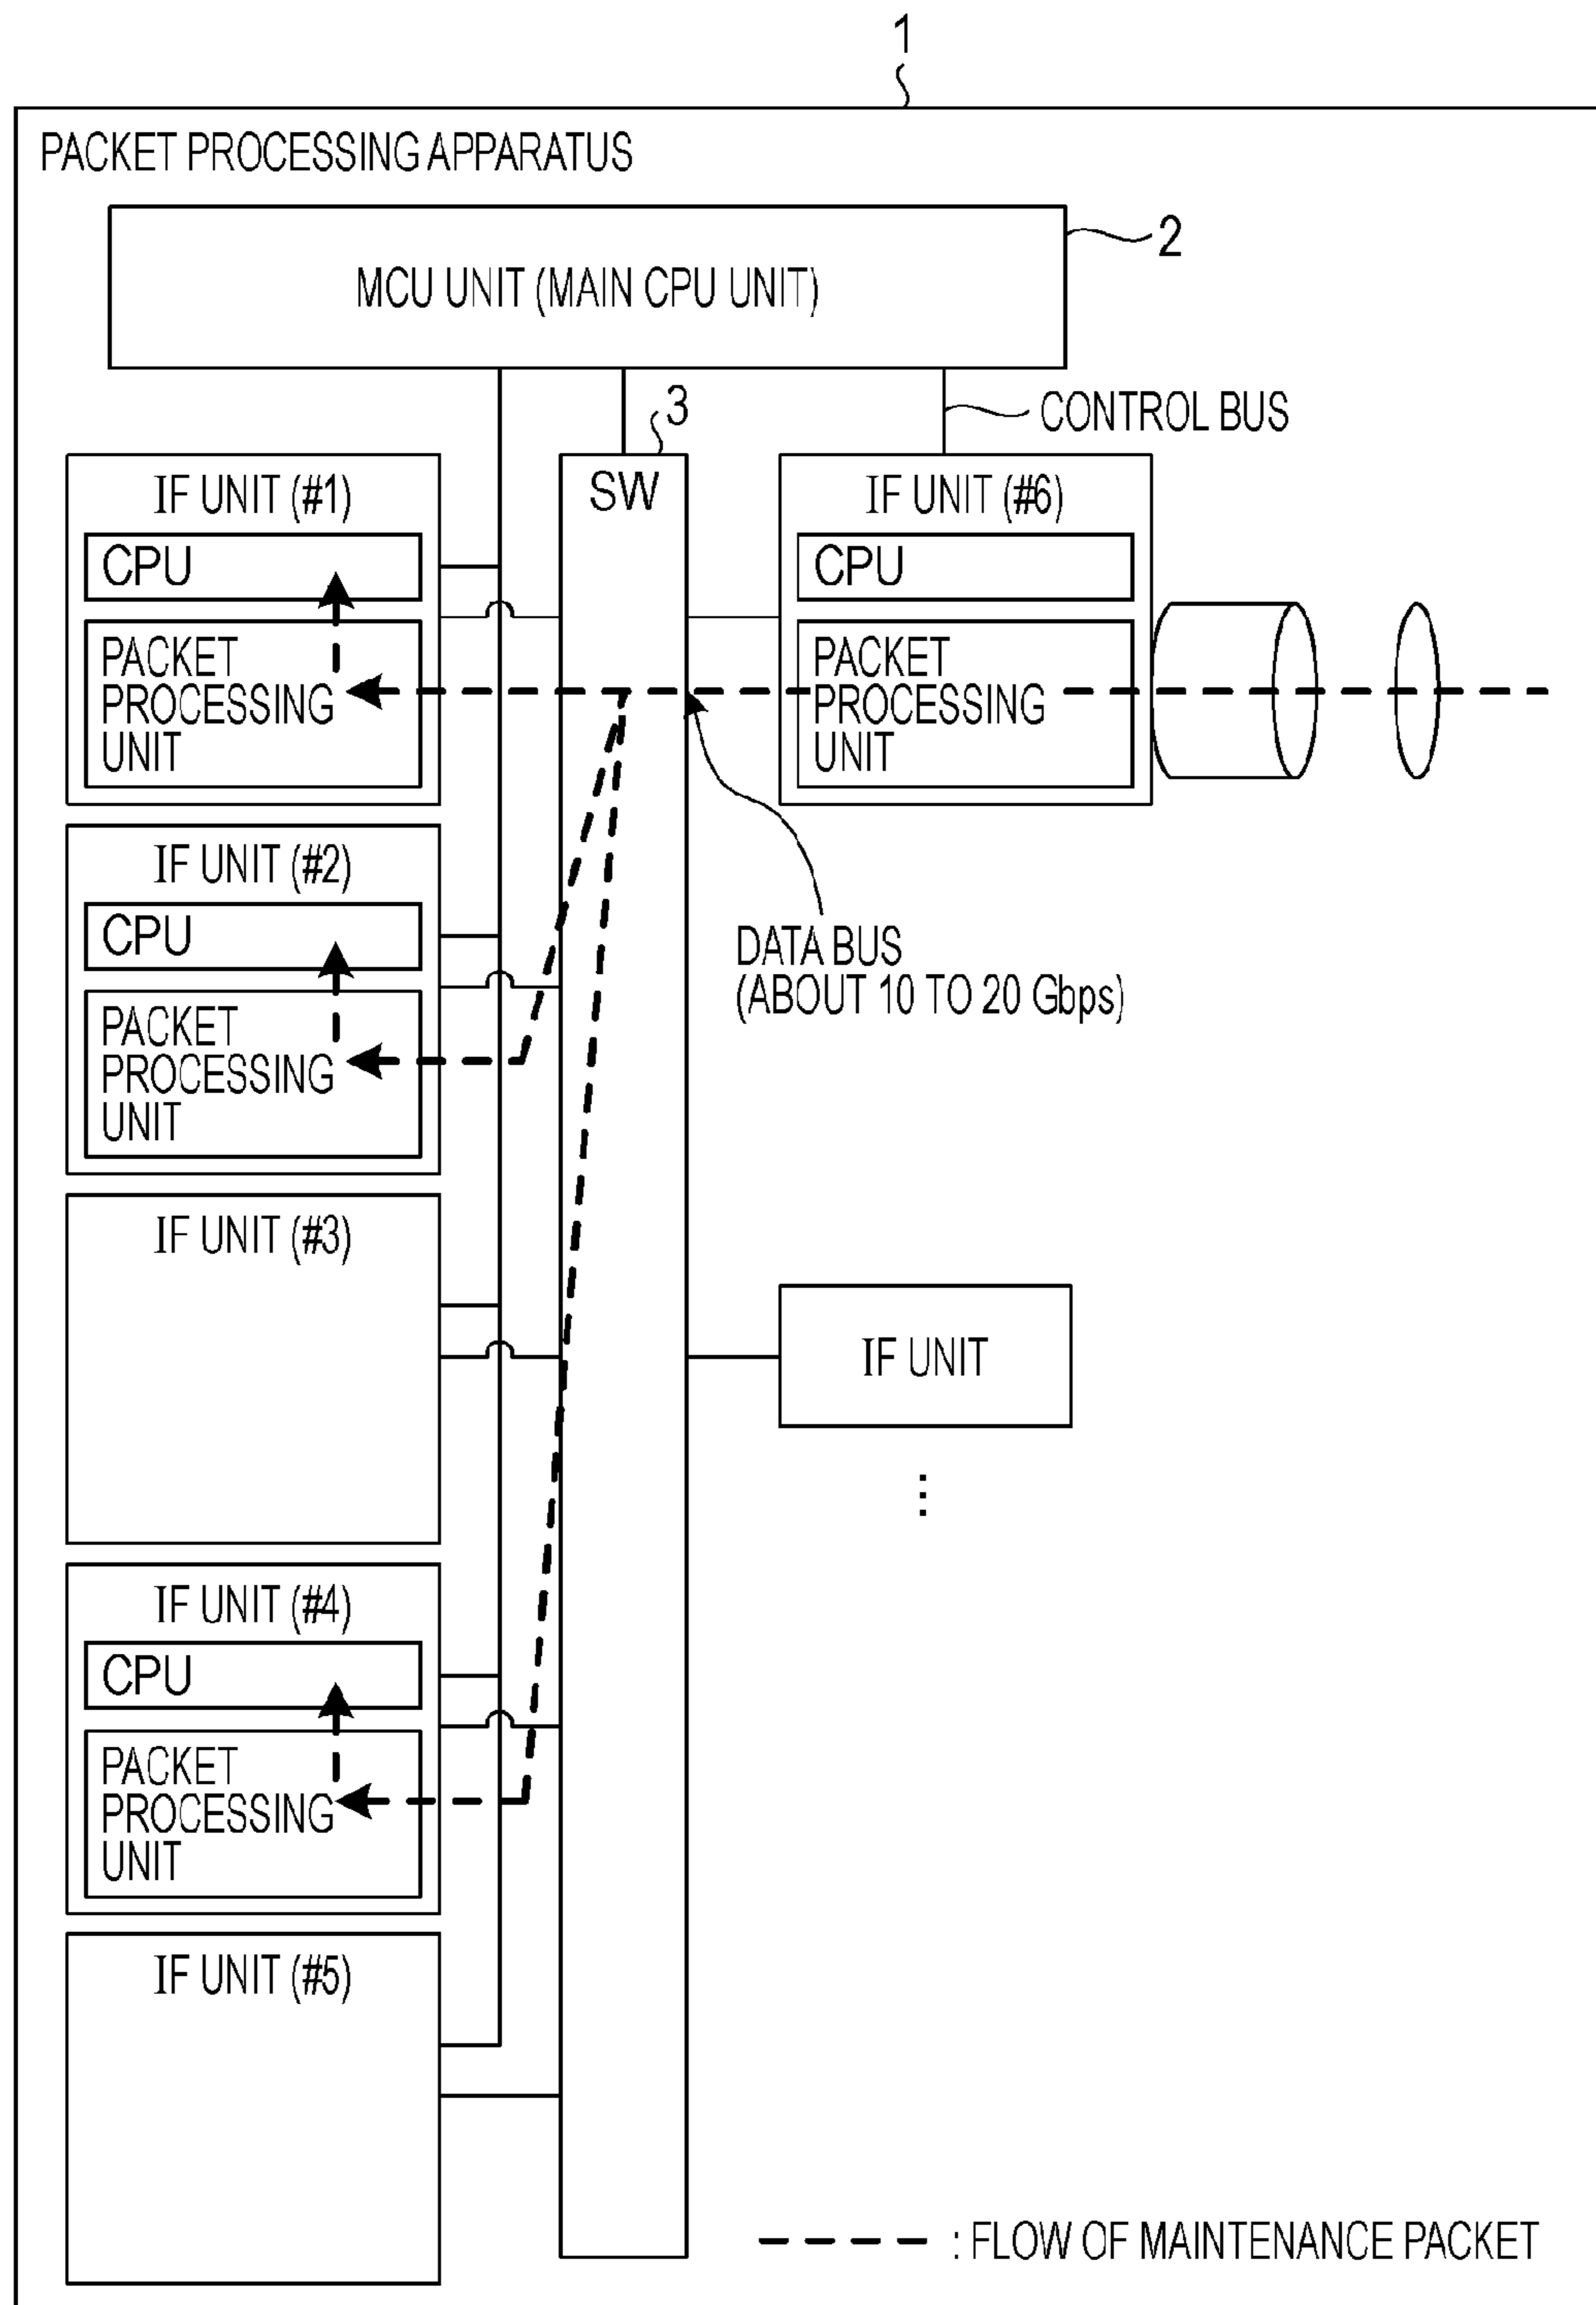 1
PACKET PROCESSING APPARATUS
2
MCU UNIT (MAIN CPU UNIT)
3
CONTROL BUS
IF UNIT (#1)
CPU
PACKET
PROCESSING
UNIT
SW
IF UNIT (#6)
CPU
PACKET
PROCESSING
UNIT
IF UNIT (#2)
CPU
PACKET
PROCESSING
UNIT
DATA BUS
(ABOUT 10 TO 20 Gbps)
IF UNIT (#3)
IF UNIT
IF UNIT (#4)
CPU
PACKET
PROCESSING
UNIT
IF UNIT (#5)
: FLOW OF MAINTENANCE PACKET